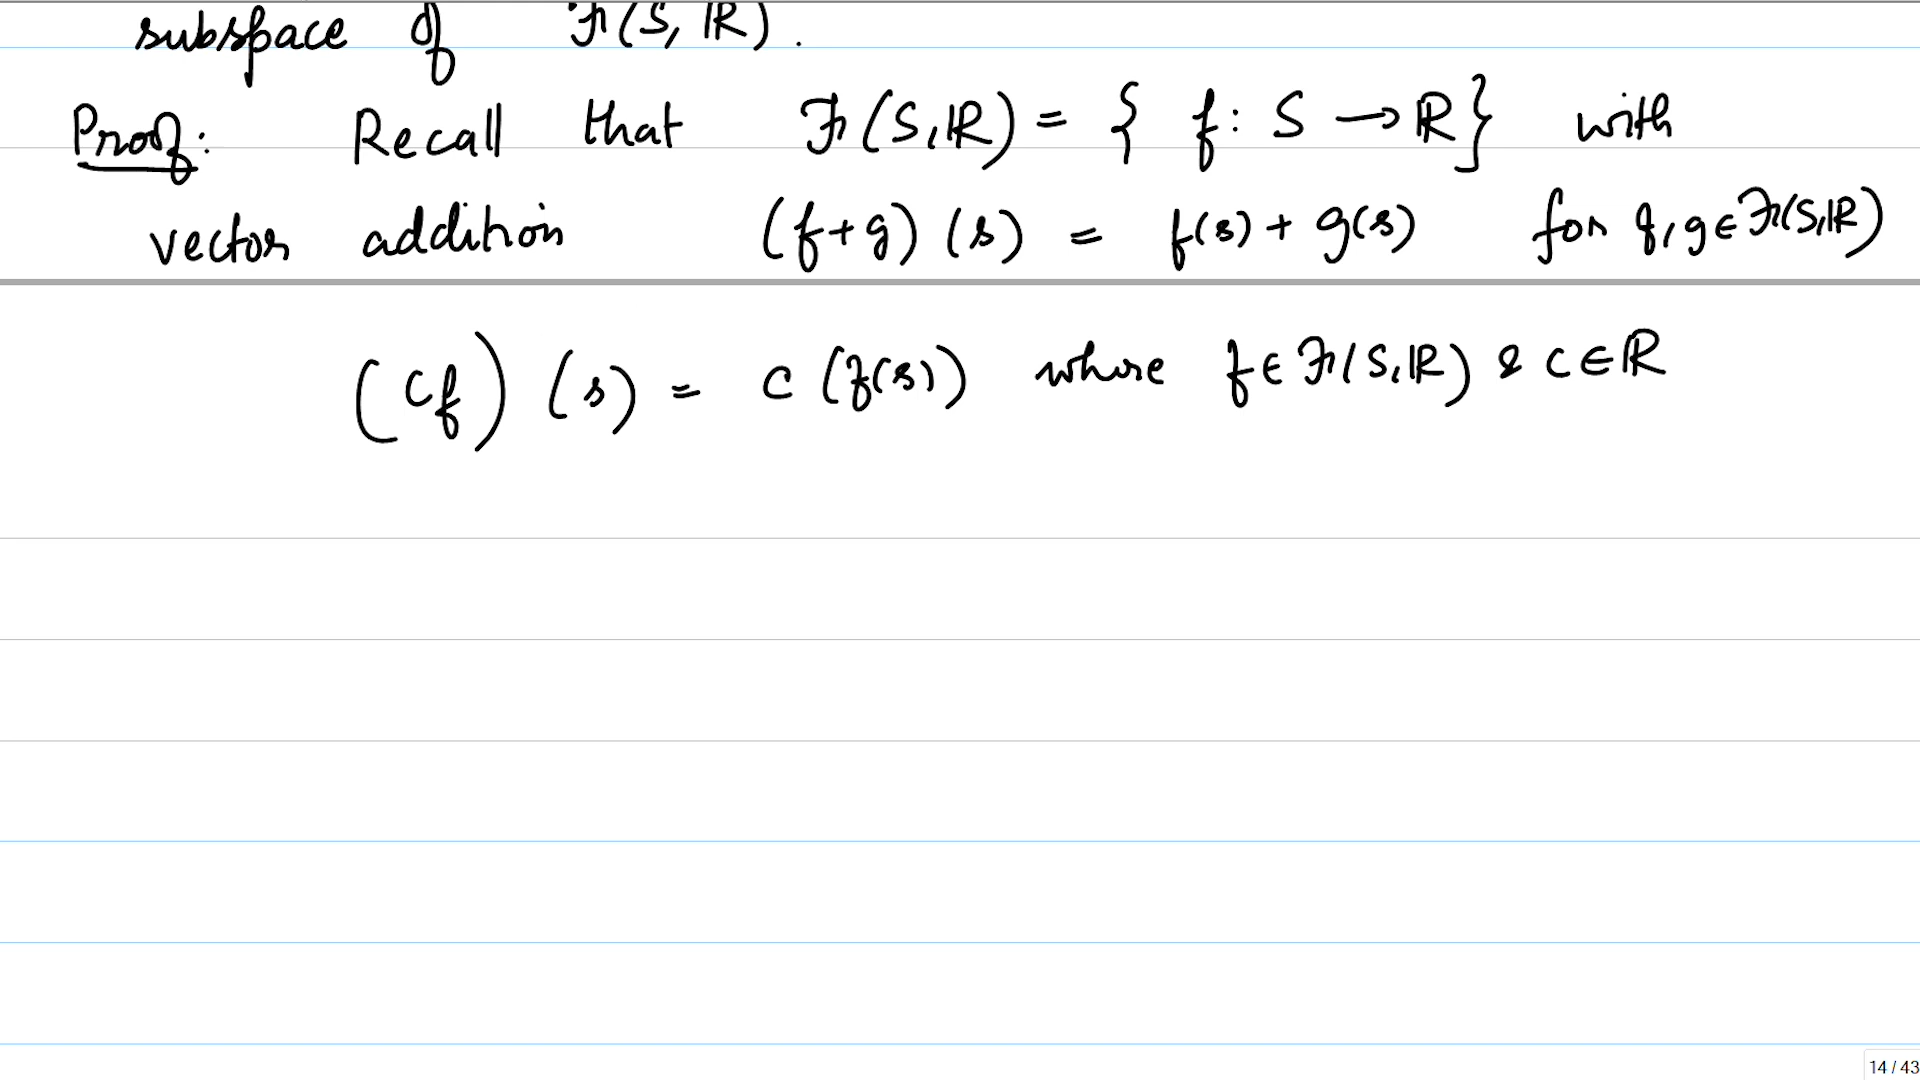 subspace of 𝓕(S, ℝ).
Proof: Recall that 𝓕(S, ℝ) = { f: S → ℝ} with
vector addition (f+g)(s) = f(s) + g(s) for f, g ∈ 𝓕(S, ℝ)
(cf)(s) = c (f(s)) where f ∈ 𝓕(S, ℝ) & c ∈ ℝ
14 / 43